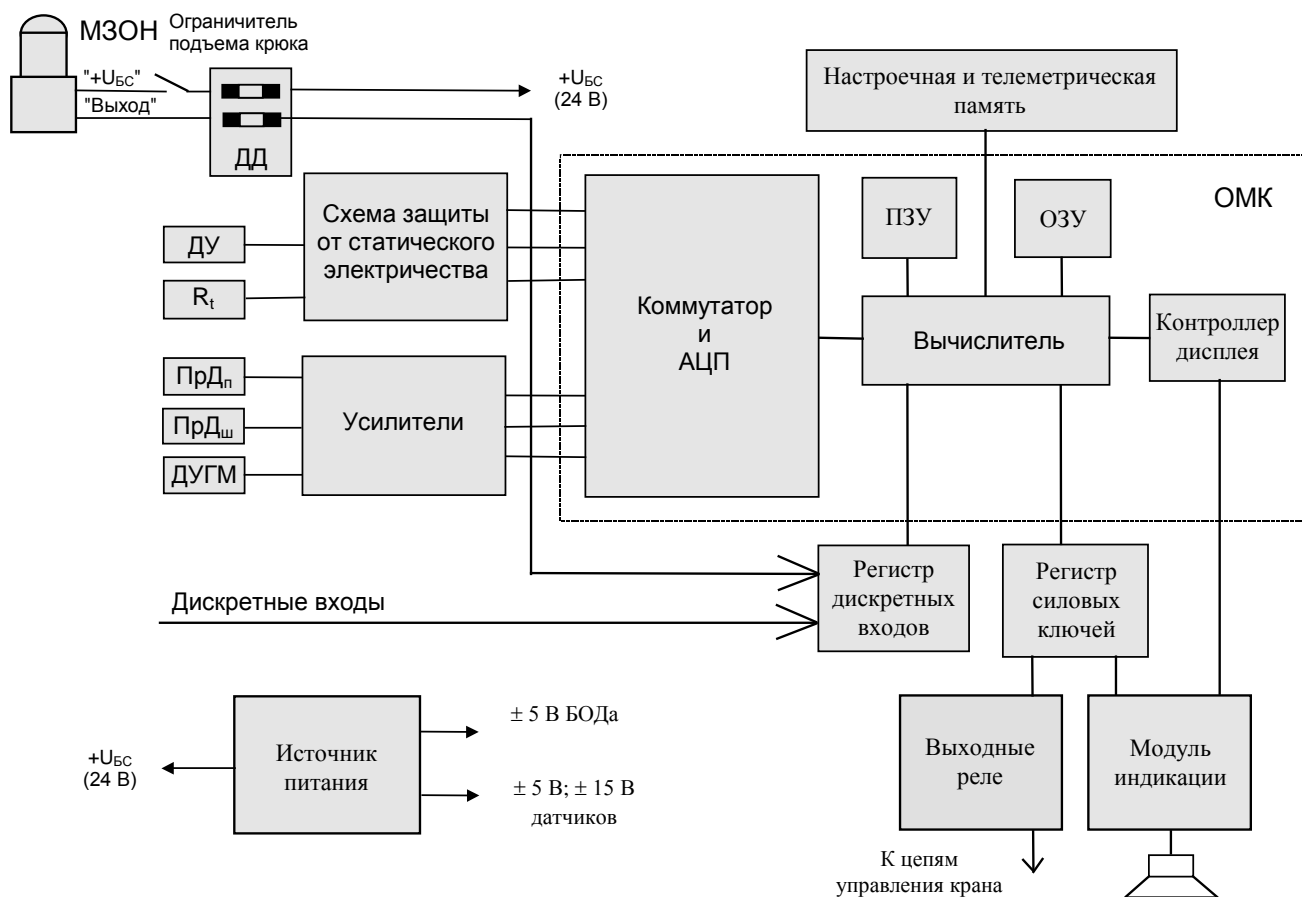 МЗОН
Ограничитель
подъема крюка
"+UБС"
"Выход"
ДД
+UБС
(24 В)
Настроечная и телеметрическая
память
ОМК
ПЗУ
ОЗУ
Схема защиты
от статического
электричества
ДУ
Rt
Коммутатор
и
АЦП
Вычислитель
Контроллер
дисплея
ПрДп
ПрДш
ДУГМ
Усилители
Дискретные входы
Регистр
дискретных
входов
Регистр
силовых
ключей
+UБС
(24 В)
Источник
питания
± 5 В БОДа
± 5 В; ± 15 В
датчиков
Выходные
реле
Модуль
индикации
К цепям
управления крана